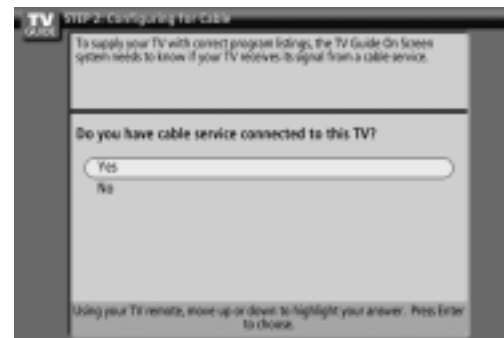 TV
GUIDE
STEP 2: Configuring for Cable
To supply your TV with correct program listings, the TV Guide On Screen
system needs to know if your TV receives its signal from a cable service.
Do you have cable service connected to this TV?
Yes
No
Using your TV remote, move up or down to highlight your answer. Press Enter
to choose.